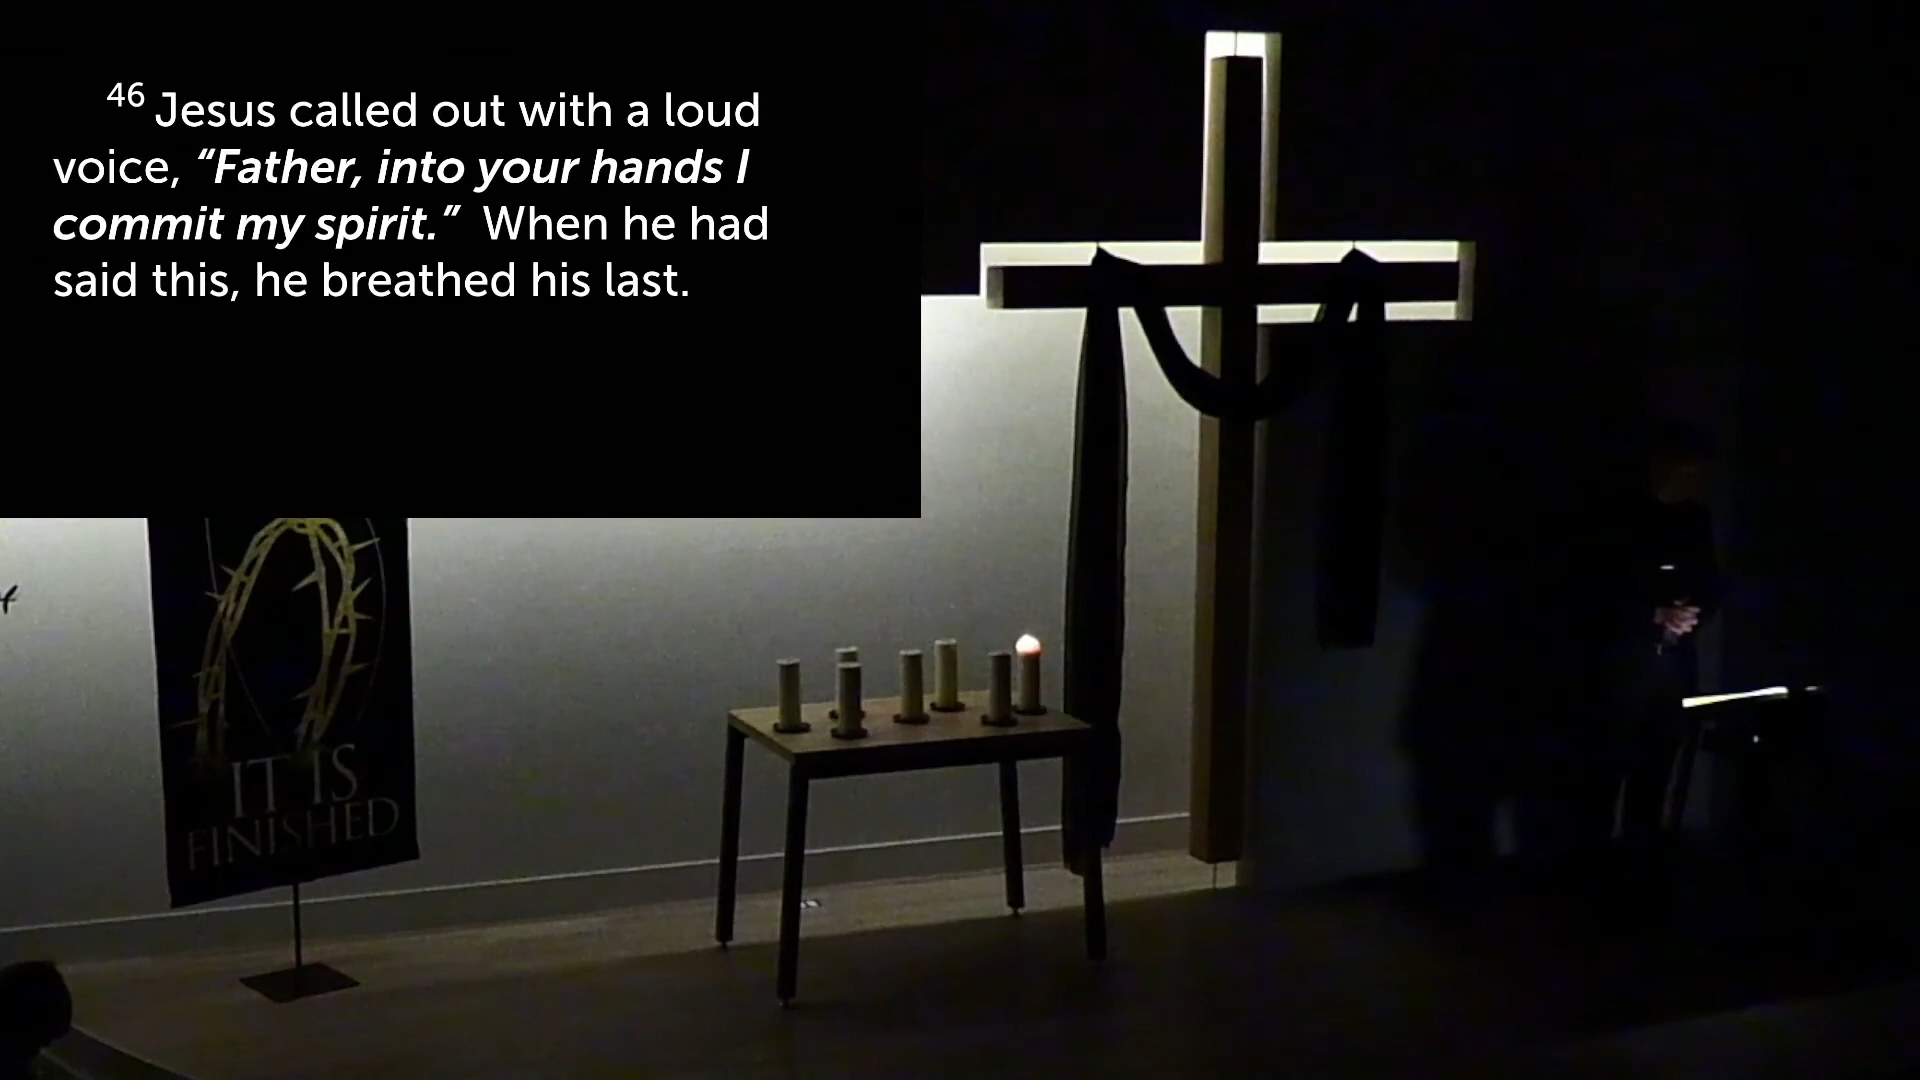 46 Jesus called out with a loud
voice, “Father, into your hands I
commit my spirit.” When he had
said this, he breathed his last.
IT IS
FINISHED